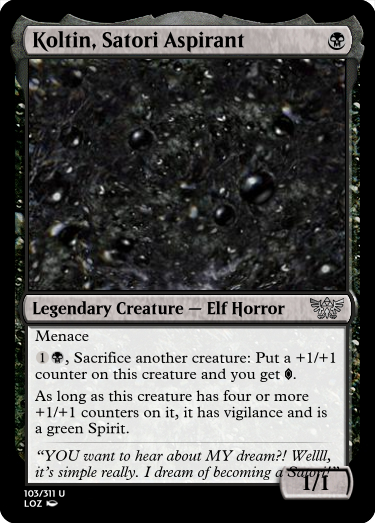 Koltin, Satori Aspirant
Legendary Creature — Elf Horror
Menace
1, Sacrifice another creature: Put a +1/+1
counter on this creature and you get .
As long as this creature has four or more
+1/+1 counters on it, it has vigilance and is
a green Spirit.
“YOU want to hear about MY dream?! Wellll,
it’s simple really. I dream of becoming a Satori!”
1/1
103/311 U
LOZ